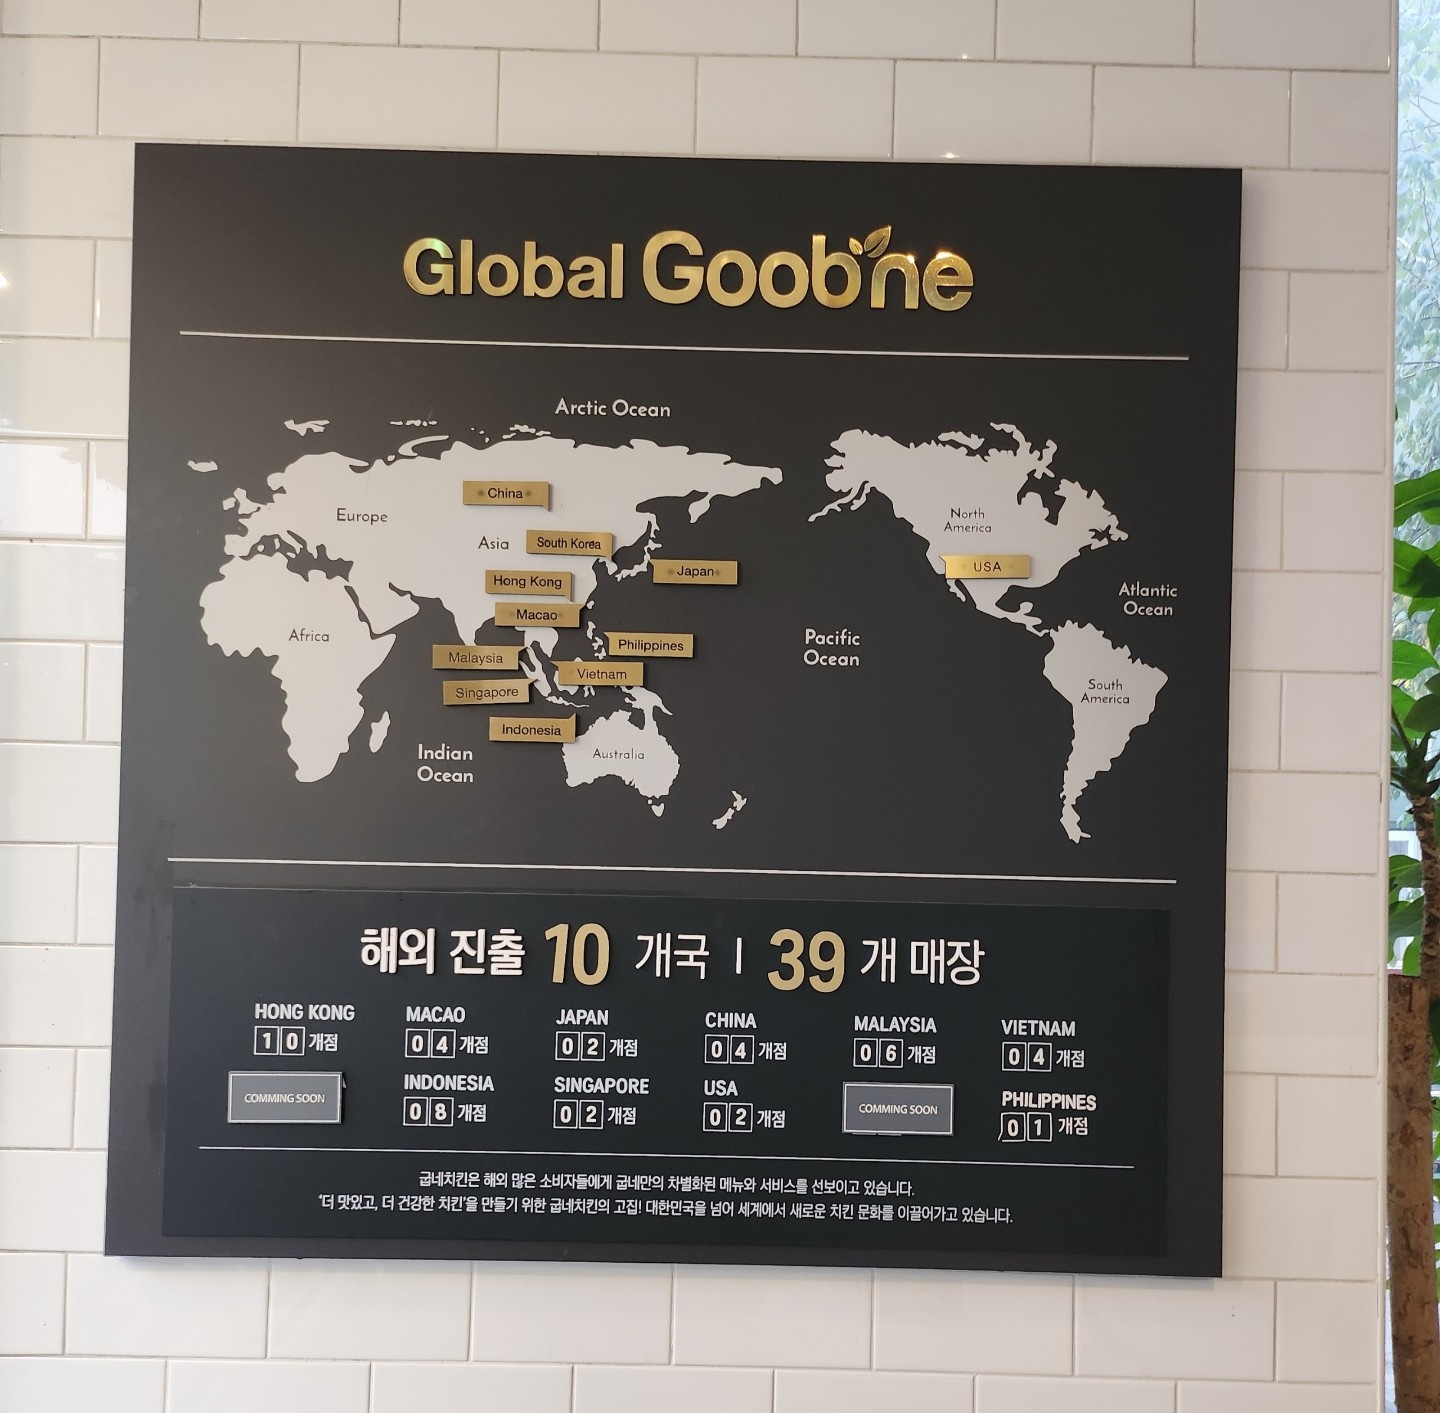 Global Goobne
Arctic Ocean
China
Europe
Asia
South Korea
North
America
Hong Kong
Japan
USA
Macao
Atlantic
Ocean
Africa
Philippines
Pacific
Ocean
Malaysia
Vietnam
Singapore
South
America
Indonesia
Australia
Indian
Ocean
해외 진출 10 개국 | 39 개 매장
HONG KONG MACAO JAPAN CHINA MALAYSIA VIETNAM
10 개점 04 개점 02 개점 04 개점 06 개점 04 개점
COMMING SOON INDONESIA SINGAPORE USA COMMING SOON PHILIPPINES
08 개점 02 개점 02 개점 01 개점
굽네치킨은 해외 많은 소비자들에게 굽네만의 차별화된 메뉴와 서비스를 선보이고 있습니다.
'더 맛있고, 더 건강한 치킨'을 만들기 위한 굽네치킨의 고집! 대한민국을 넘어 세계에서 새로운 치킨 문화를 이끌어가고 있습니다.